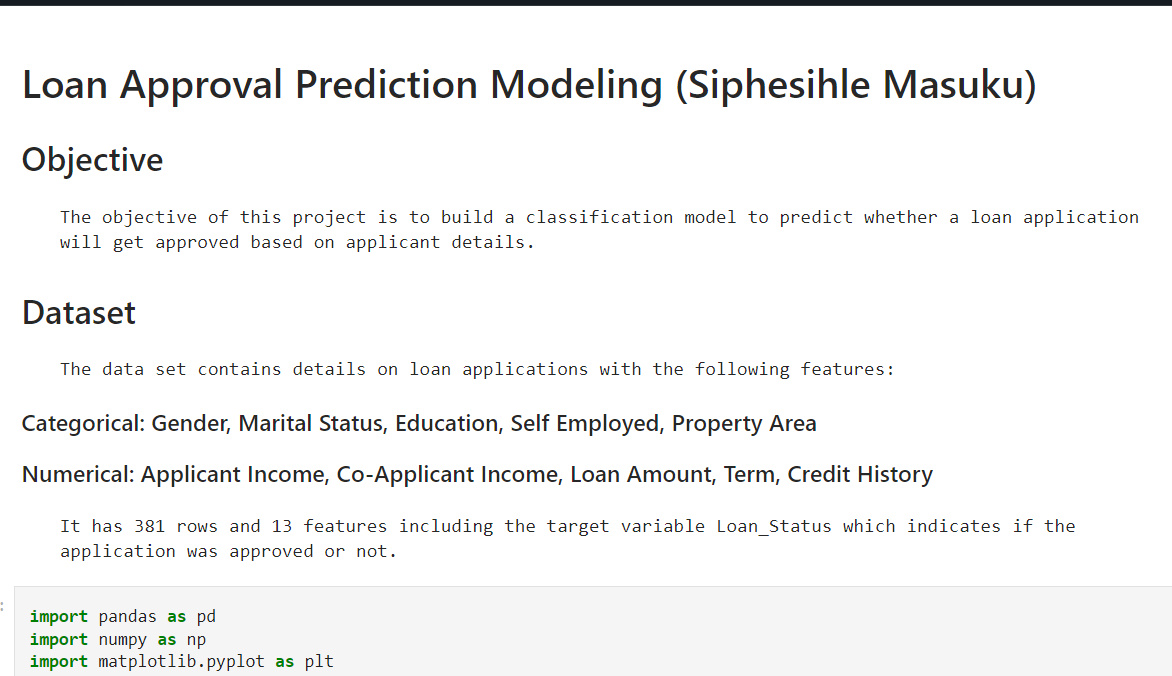 Loan Approval Prediction Modeling (Siphesihle Masuku)
Objective
The objective of this project is to build a classification model to predict whether a loan application
will get approved based on applicant details.
Dataset
The data set contains details on loan applications with the following features:
Categorical: Gender, Marital Status, Education, Self Employed, Property Area
Numerical: Applicant Income, Co-Applicant Income, Loan Amount, Term, Credit History
It has 381 rows and 13 features including the target variable Loan_Status which indicates if the
application was approved or not.
:
import pandas as pd
import numpy as np
import matplotlib.pyplot as plt